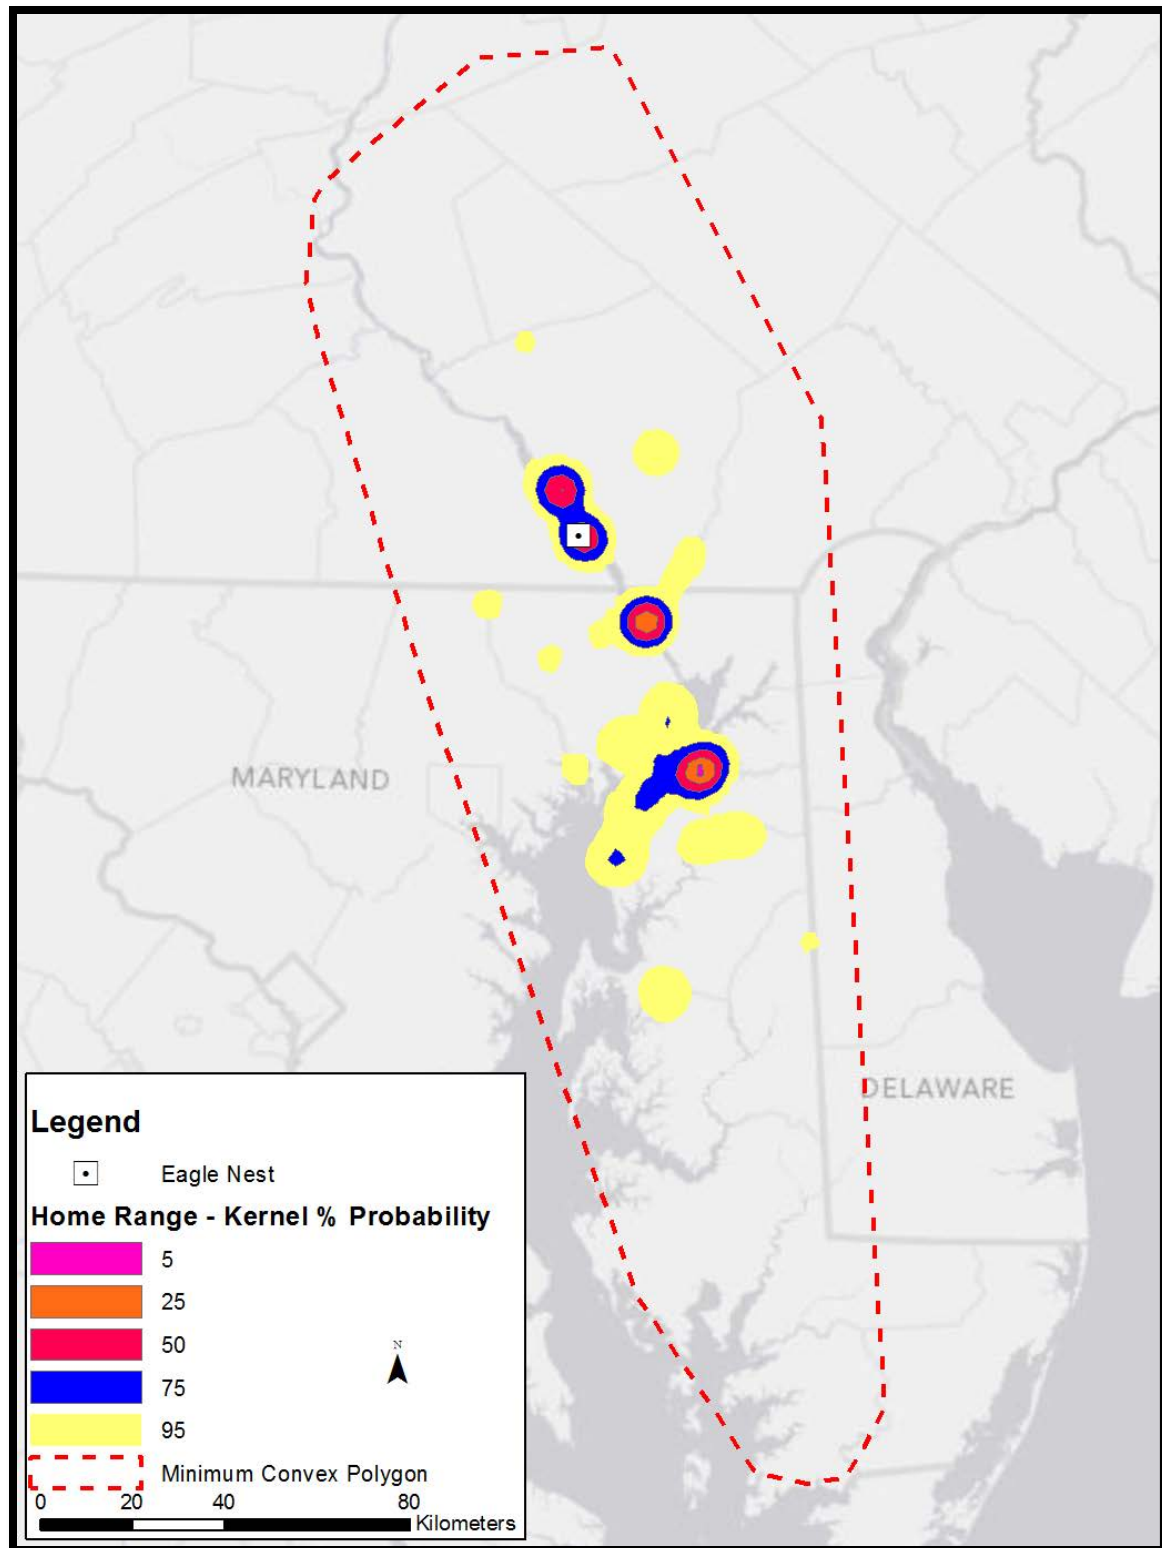 MARYLAND
DELAWARE
Legend
Eagle Nest
Home Range - Kernel % Probability
5
25
50
75
95
N
Minimum Convex Polygon
0 20 40 80
Kilometers